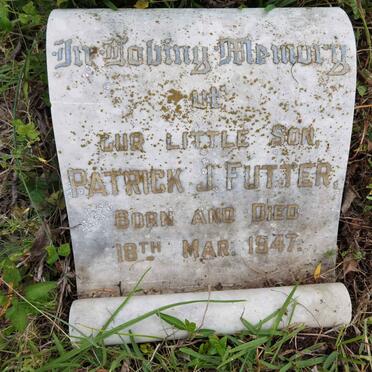 In Loving Memory
of
OUR LITTLE SON,
PATRICK J. FUTTER.
BORN AND DIED
18TH MAR. 1947.